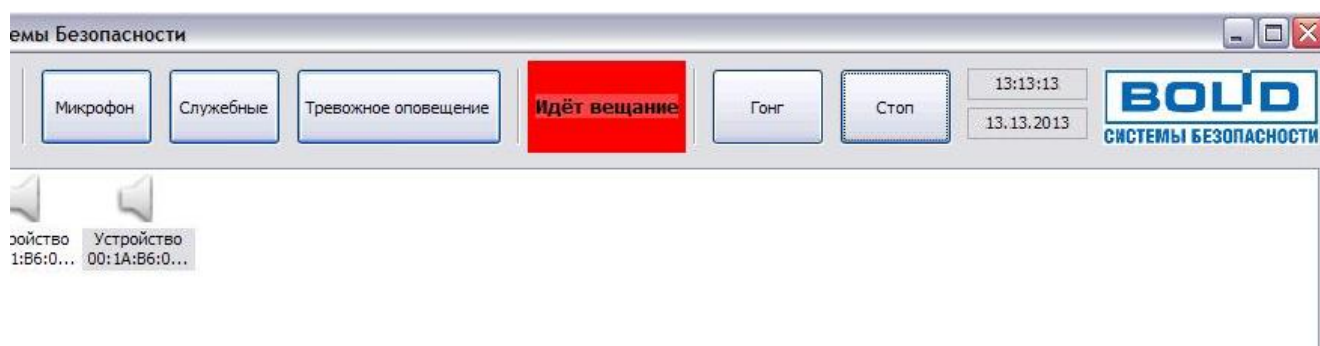 емы Безопасности
Микрофон
Служебные
Тревожное оповещение
Идёт вещание
Гонг
Стоп
13:13:13
13.13.2013
BOLID
СИСТЕМЫ БЕЗОПАСНОСТИ
ройство
1:B6:0...
Устройство
00:1A:B6:0...